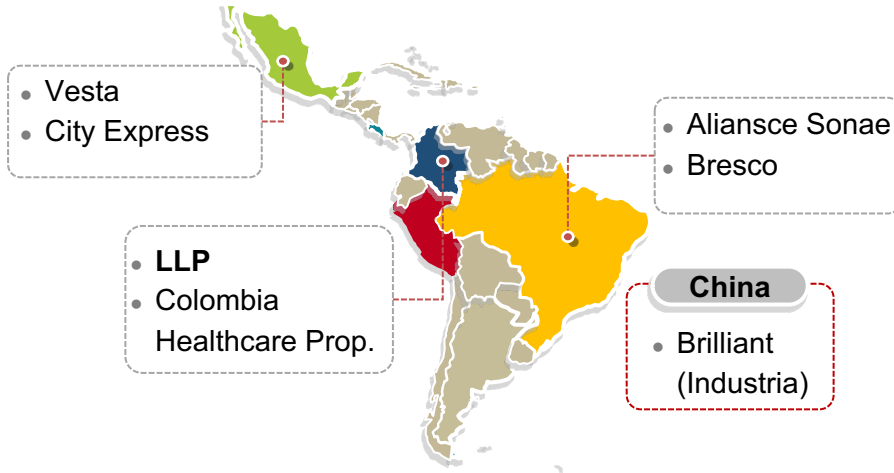 Vesta
City Express
Aliansce Sonae
Bresco
LLP
Colombia
Healthcare Prop.
China
Brilliant
(Industria)